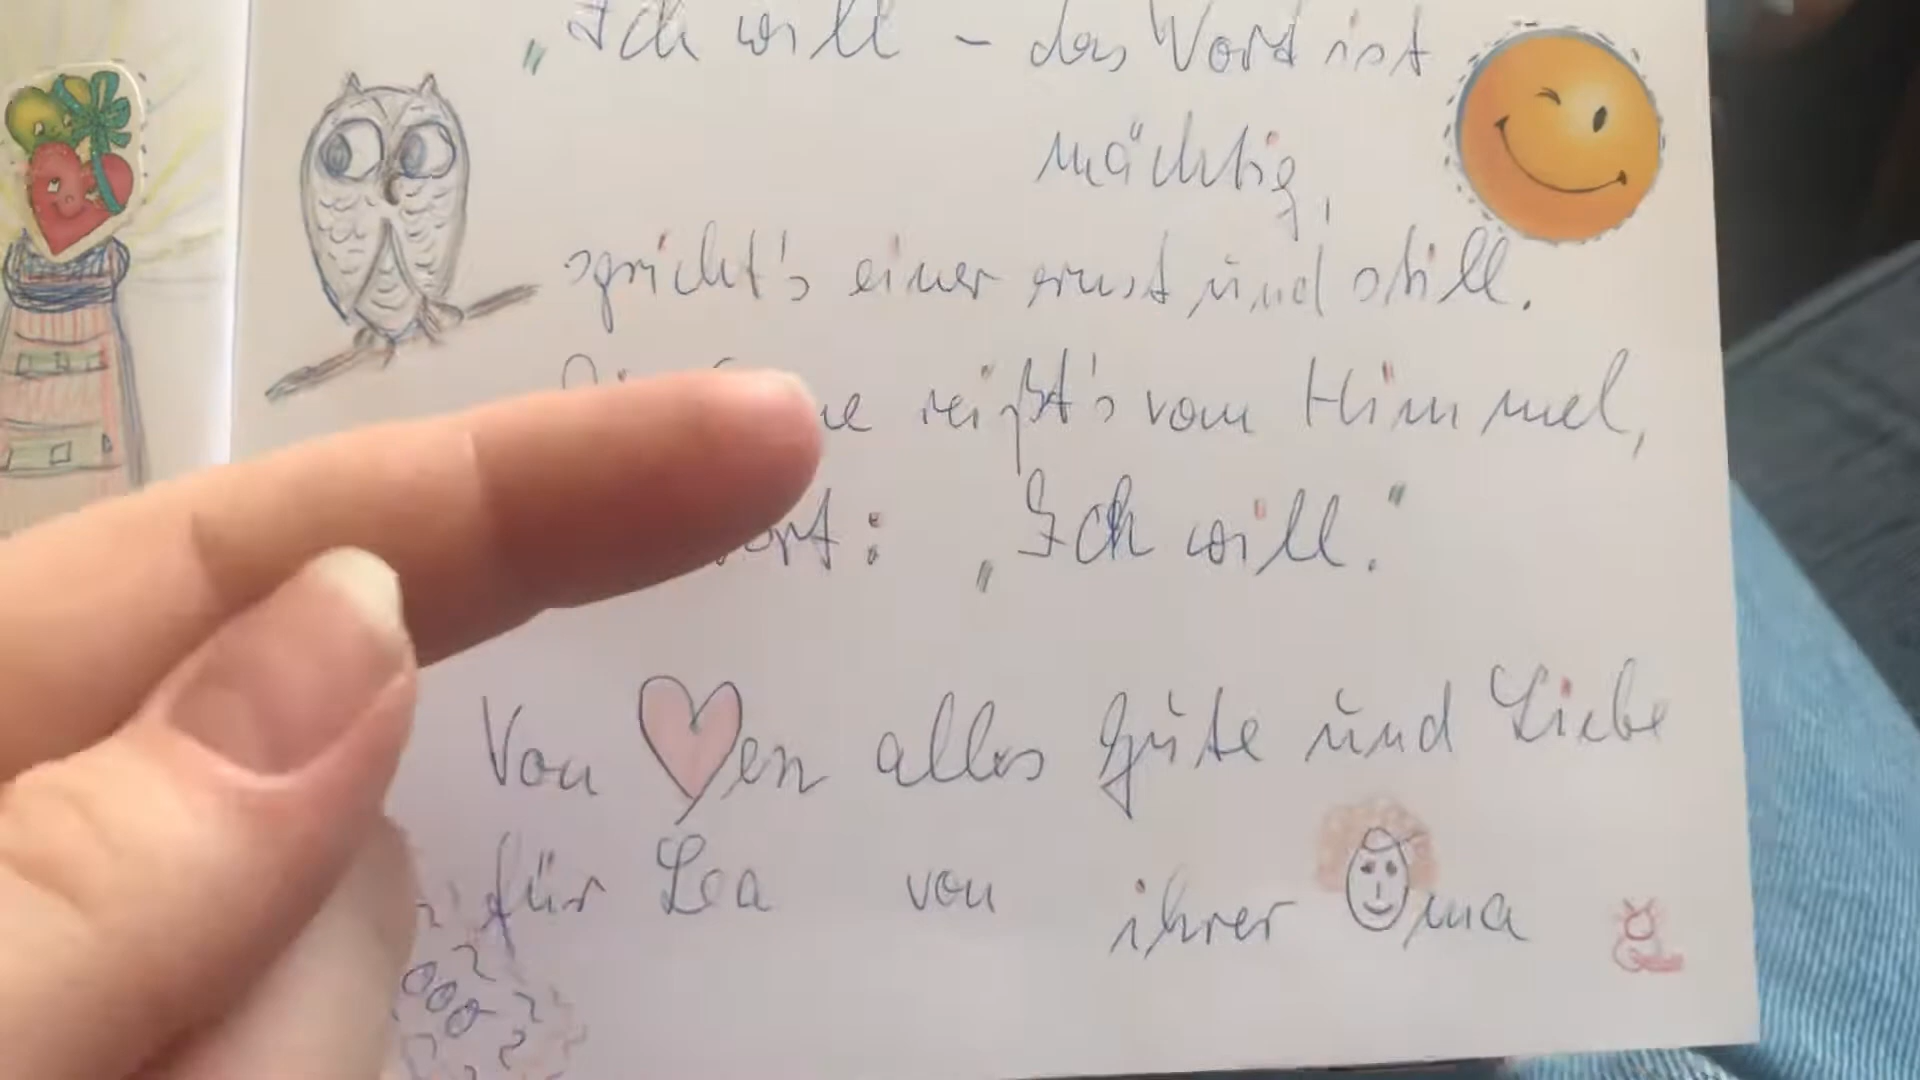 „Ich will – das Wort ist
mächtig,
spricht's einer ernst und still.
reißt's vom Himmel,
„Ich will."
Von en alles Gute und Liebe
für Lea von ihrer Oma